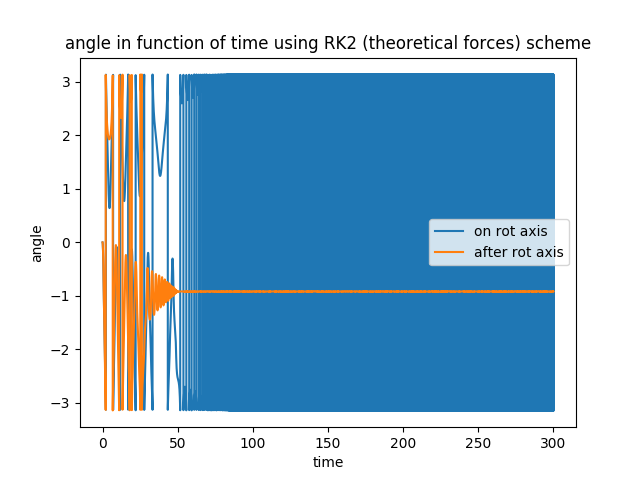 angle in function of time using RK2 (theoretical forces) scheme
3
2
1
0
−1
−2
−3
angle
on rot axis
after rot axis
0 50 100 150 200 250 300
time